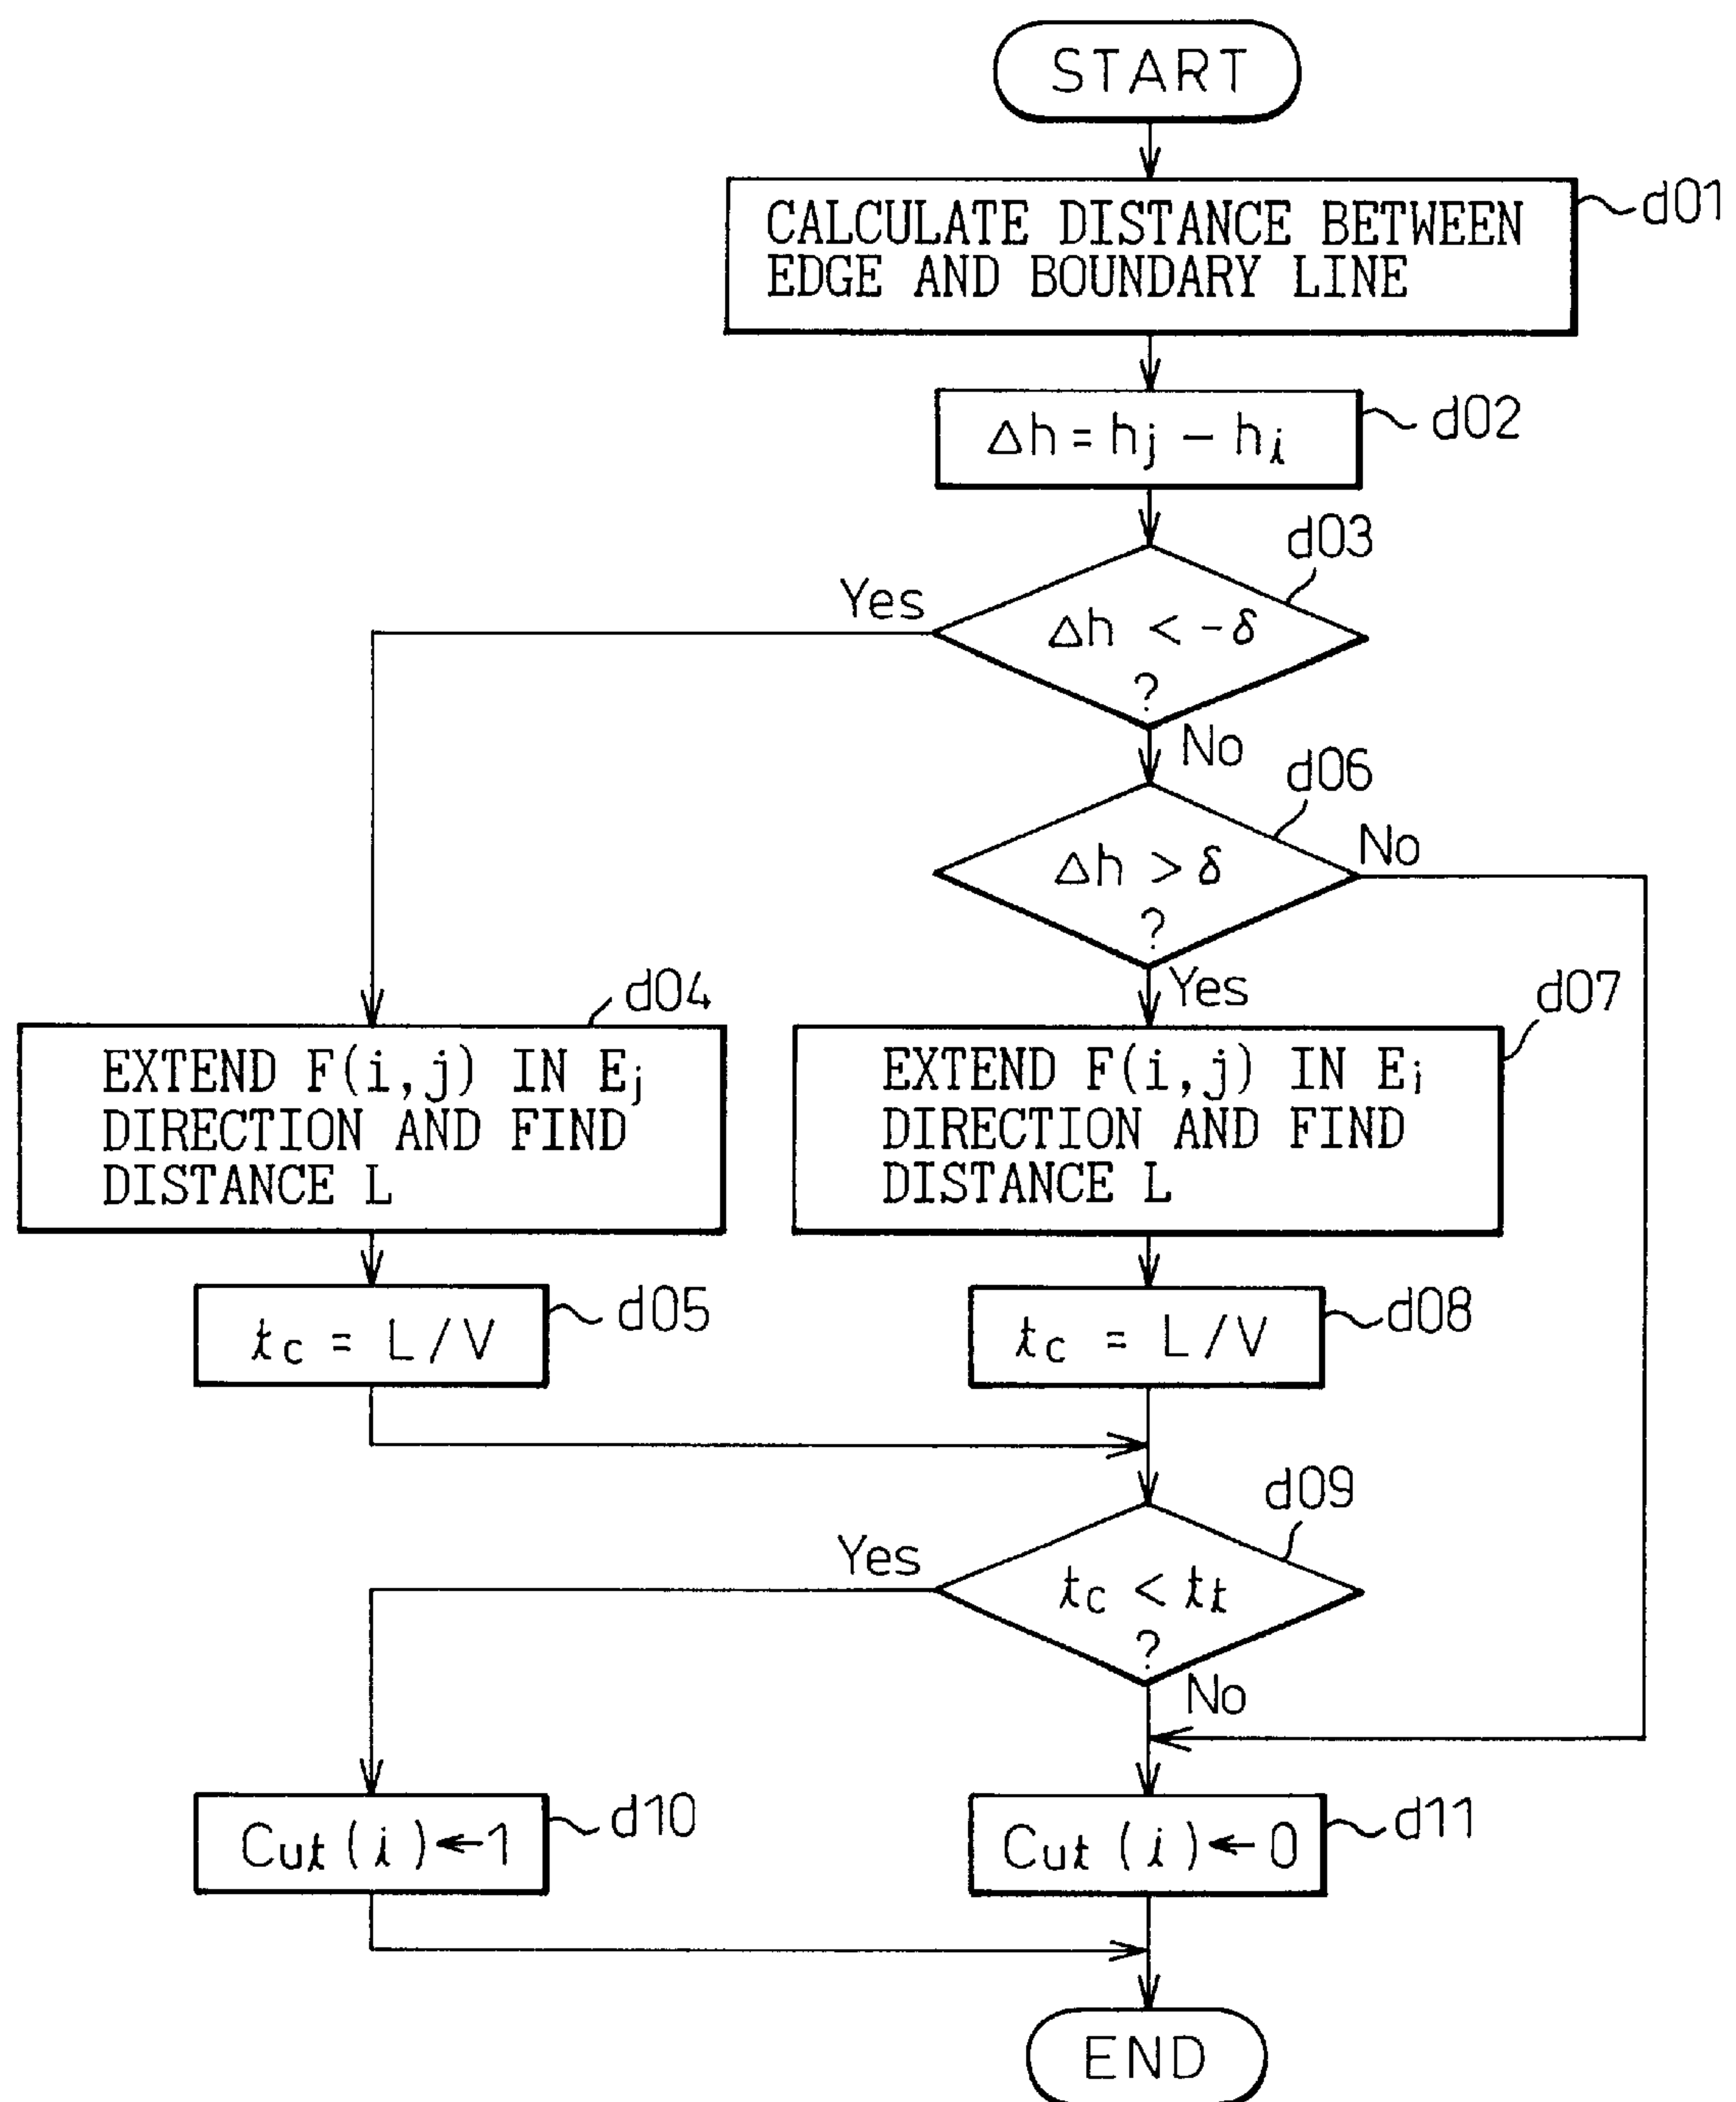 START
CALCULATE DISTANCE BETWEEN
EDGE AND BOUNDARY LINE
d01
Δh = hj − hi
d02
d03
Δh < -δ
?
Yes
No
d06
Δh > δ
?
No
Yes
d04
EXTEND F(i,j) IN Ej
DIRECTION AND FIND
DISTANCE L
d07
EXTEND F(i,j) IN Ei
DIRECTION AND FIND
DISTANCE L
tc = L/V
d05
tc = L/V
d08
d09
tc < tt
?
Yes
No
Cut(i)←1
d10
Cut(i)←0
d11
END